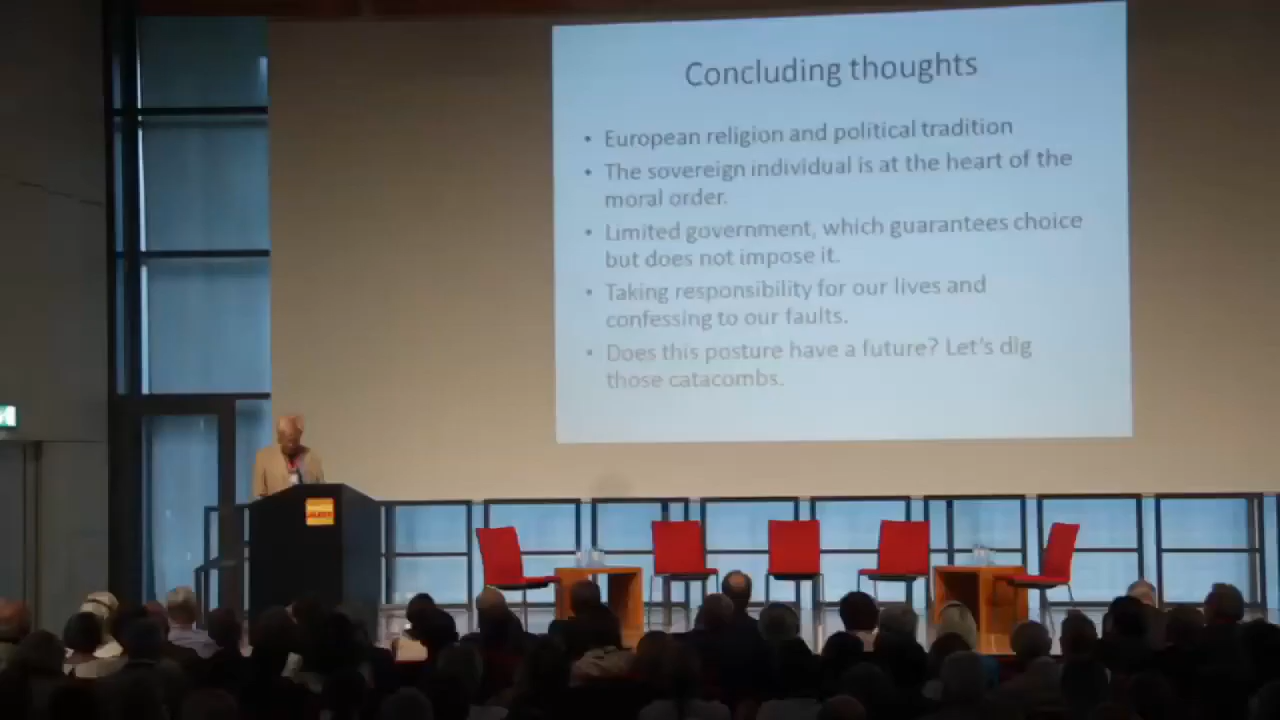 Concluding thoughts
• European religion and political tradition
• The sovereign individual is at the heart of the
moral order.
• Limited government, which guarantees choice
but does not impose it.
• Taking responsibility for our lives and
confessing to our faults.
• Does this posture have a future? Let's dig
those catacombs.